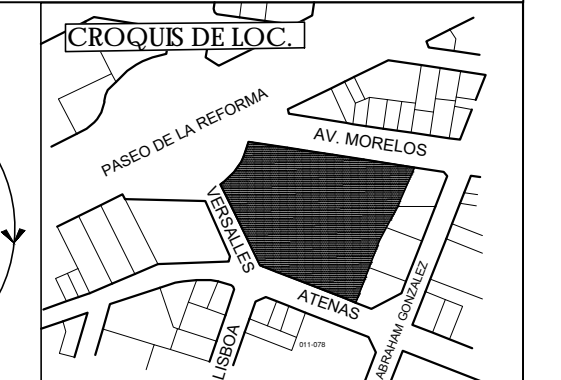 CROQUIS DE LOC.
PASEO DE LA REFORMA
AV. MORELOS
VERSALLES
ATENAS
ABRAHAM GONZALEZ
LISBOA
011-078